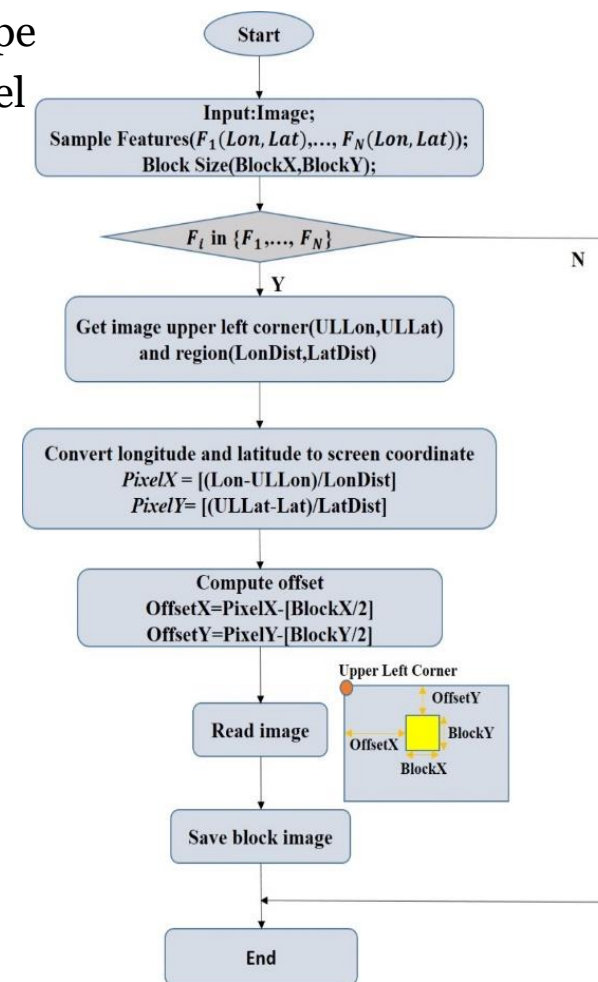 pe
el
Start
Input:Image;
Sample Features(F₁(Lon, Lat),..., F_N(Lon, Lat));
Block Size(BlockX,BlockY);
F_i in {F₁,..., F_N}
N
Y
Get image upper left corner(ULLon,ULLat)
and region(LonDist,LatDist)
Convert longitude and latitude to screen coordinate
PixelX = [(Lon-ULLon)/LonDist]
PixelY= [(ULLat-Lat)/LatDist]
Compute offset
OffsetX=PixelX-[BlockX/2]
OffsetY=PixelY-[BlockY/2]
Upper Left Corner
OffsetY
Read image
OffsetX
BlockY
BlockX
Save block image
End